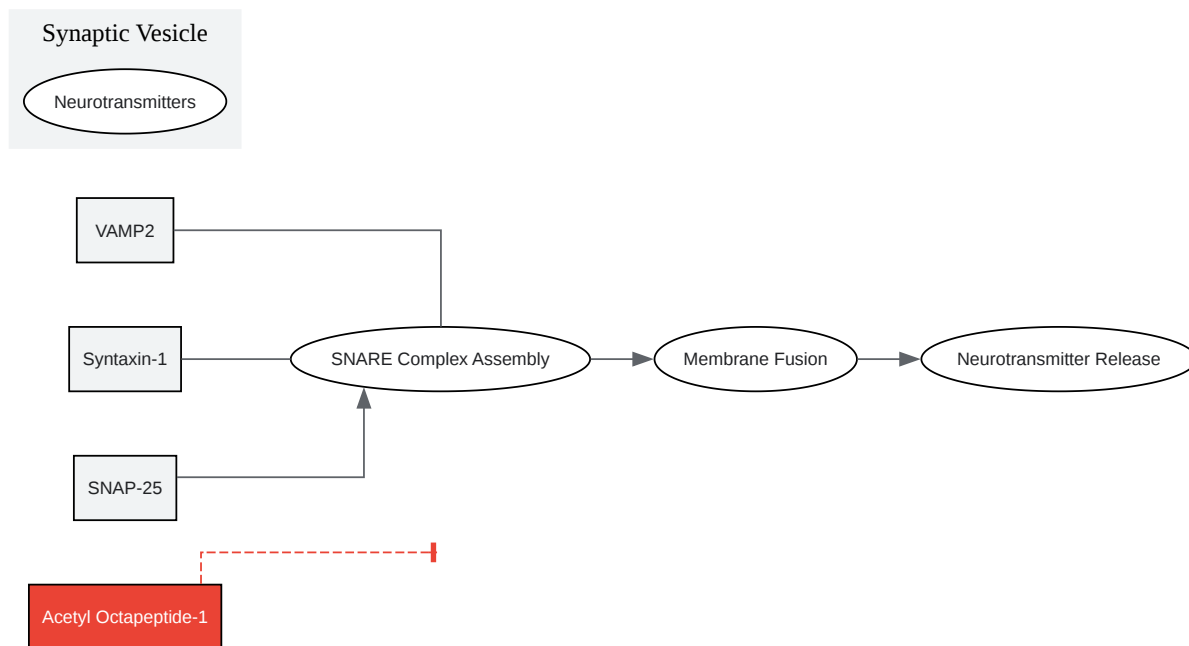 Synaptic Vesicle
Neurotransmitters
VAMP2
Syntaxin-1
SNARE Complex Assembly
Membrane Fusion
Neurotransmitter Release
SNAP-25
Acetyl Octapeptide-1